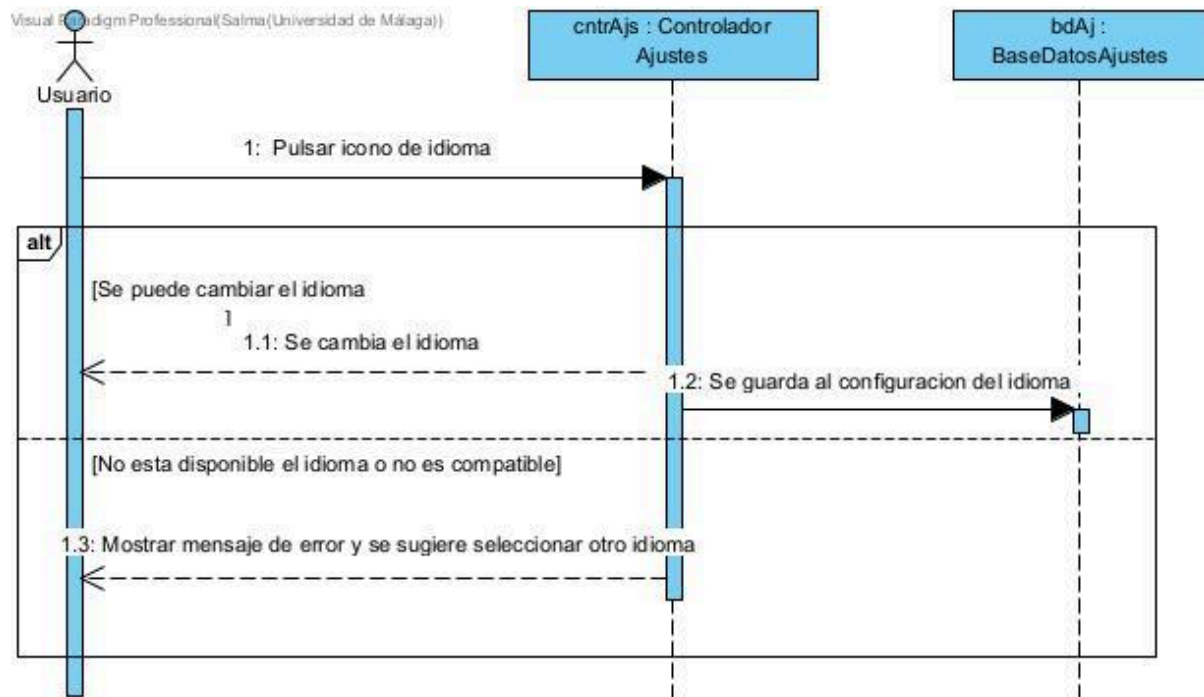 Visual Paradigm Professional(Salma(Universidad de Málaga))
cntrAjs : Controlador
Ajustes
bdAj :
BaseDatosAjustes
Usuario
1: Pulsar icono de idioma
alt
[Se puede cambiar el idioma
]
1.1: Se cambia el idioma
1.2: Se guarda al configuracion del idioma
[No esta disponible el idioma o no es compatible]
1.3: Mostrar mensaje de error y se sugiere seleccionar otro idioma